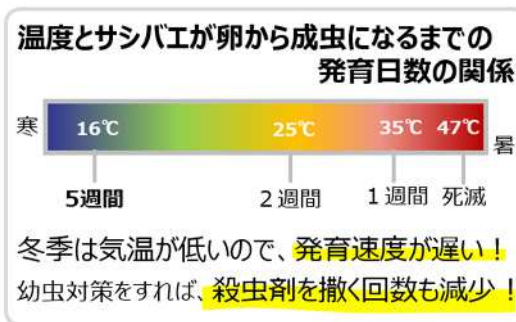 温度とサシバエが卵から成虫になるまでの
発育日数の関係
寒 16℃ 25℃ 35℃ 47℃ 暑
5週間 2週間 1週間 死滅
冬季は気温が低いので、発育速度が遅い！
幼虫対策をすれば、殺虫剤を撒く回数も減少！